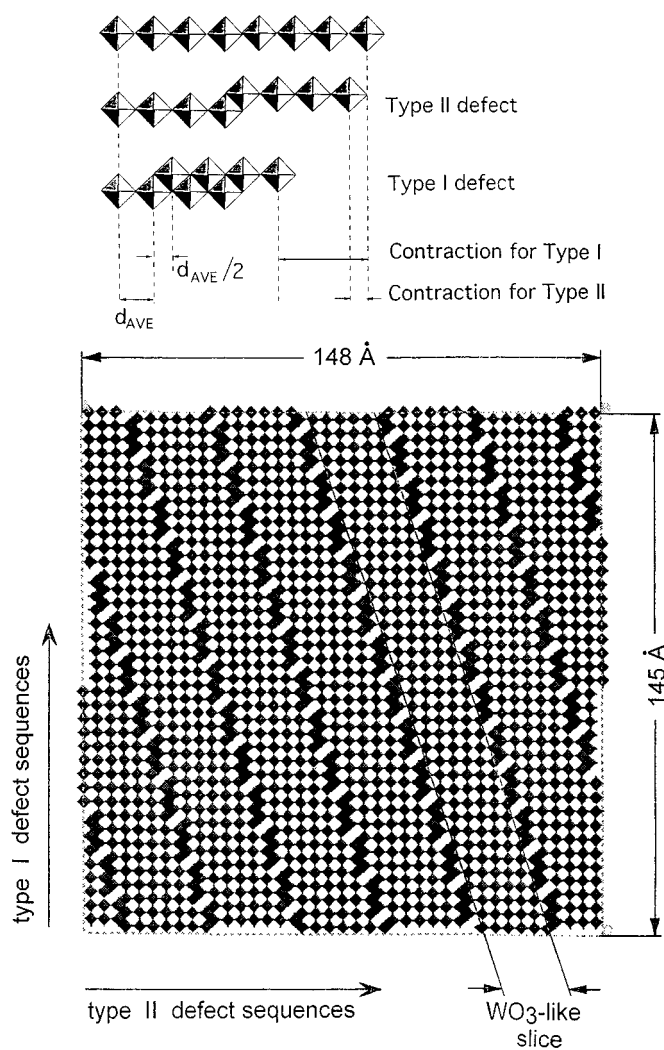 Type II defect
Type I defect
d_AVE/2
Contraction for Type I
Contraction for Type II
d_AVE
148 Å
145 Å
type I defect sequences
type II defect sequences
WO₃-like
slice